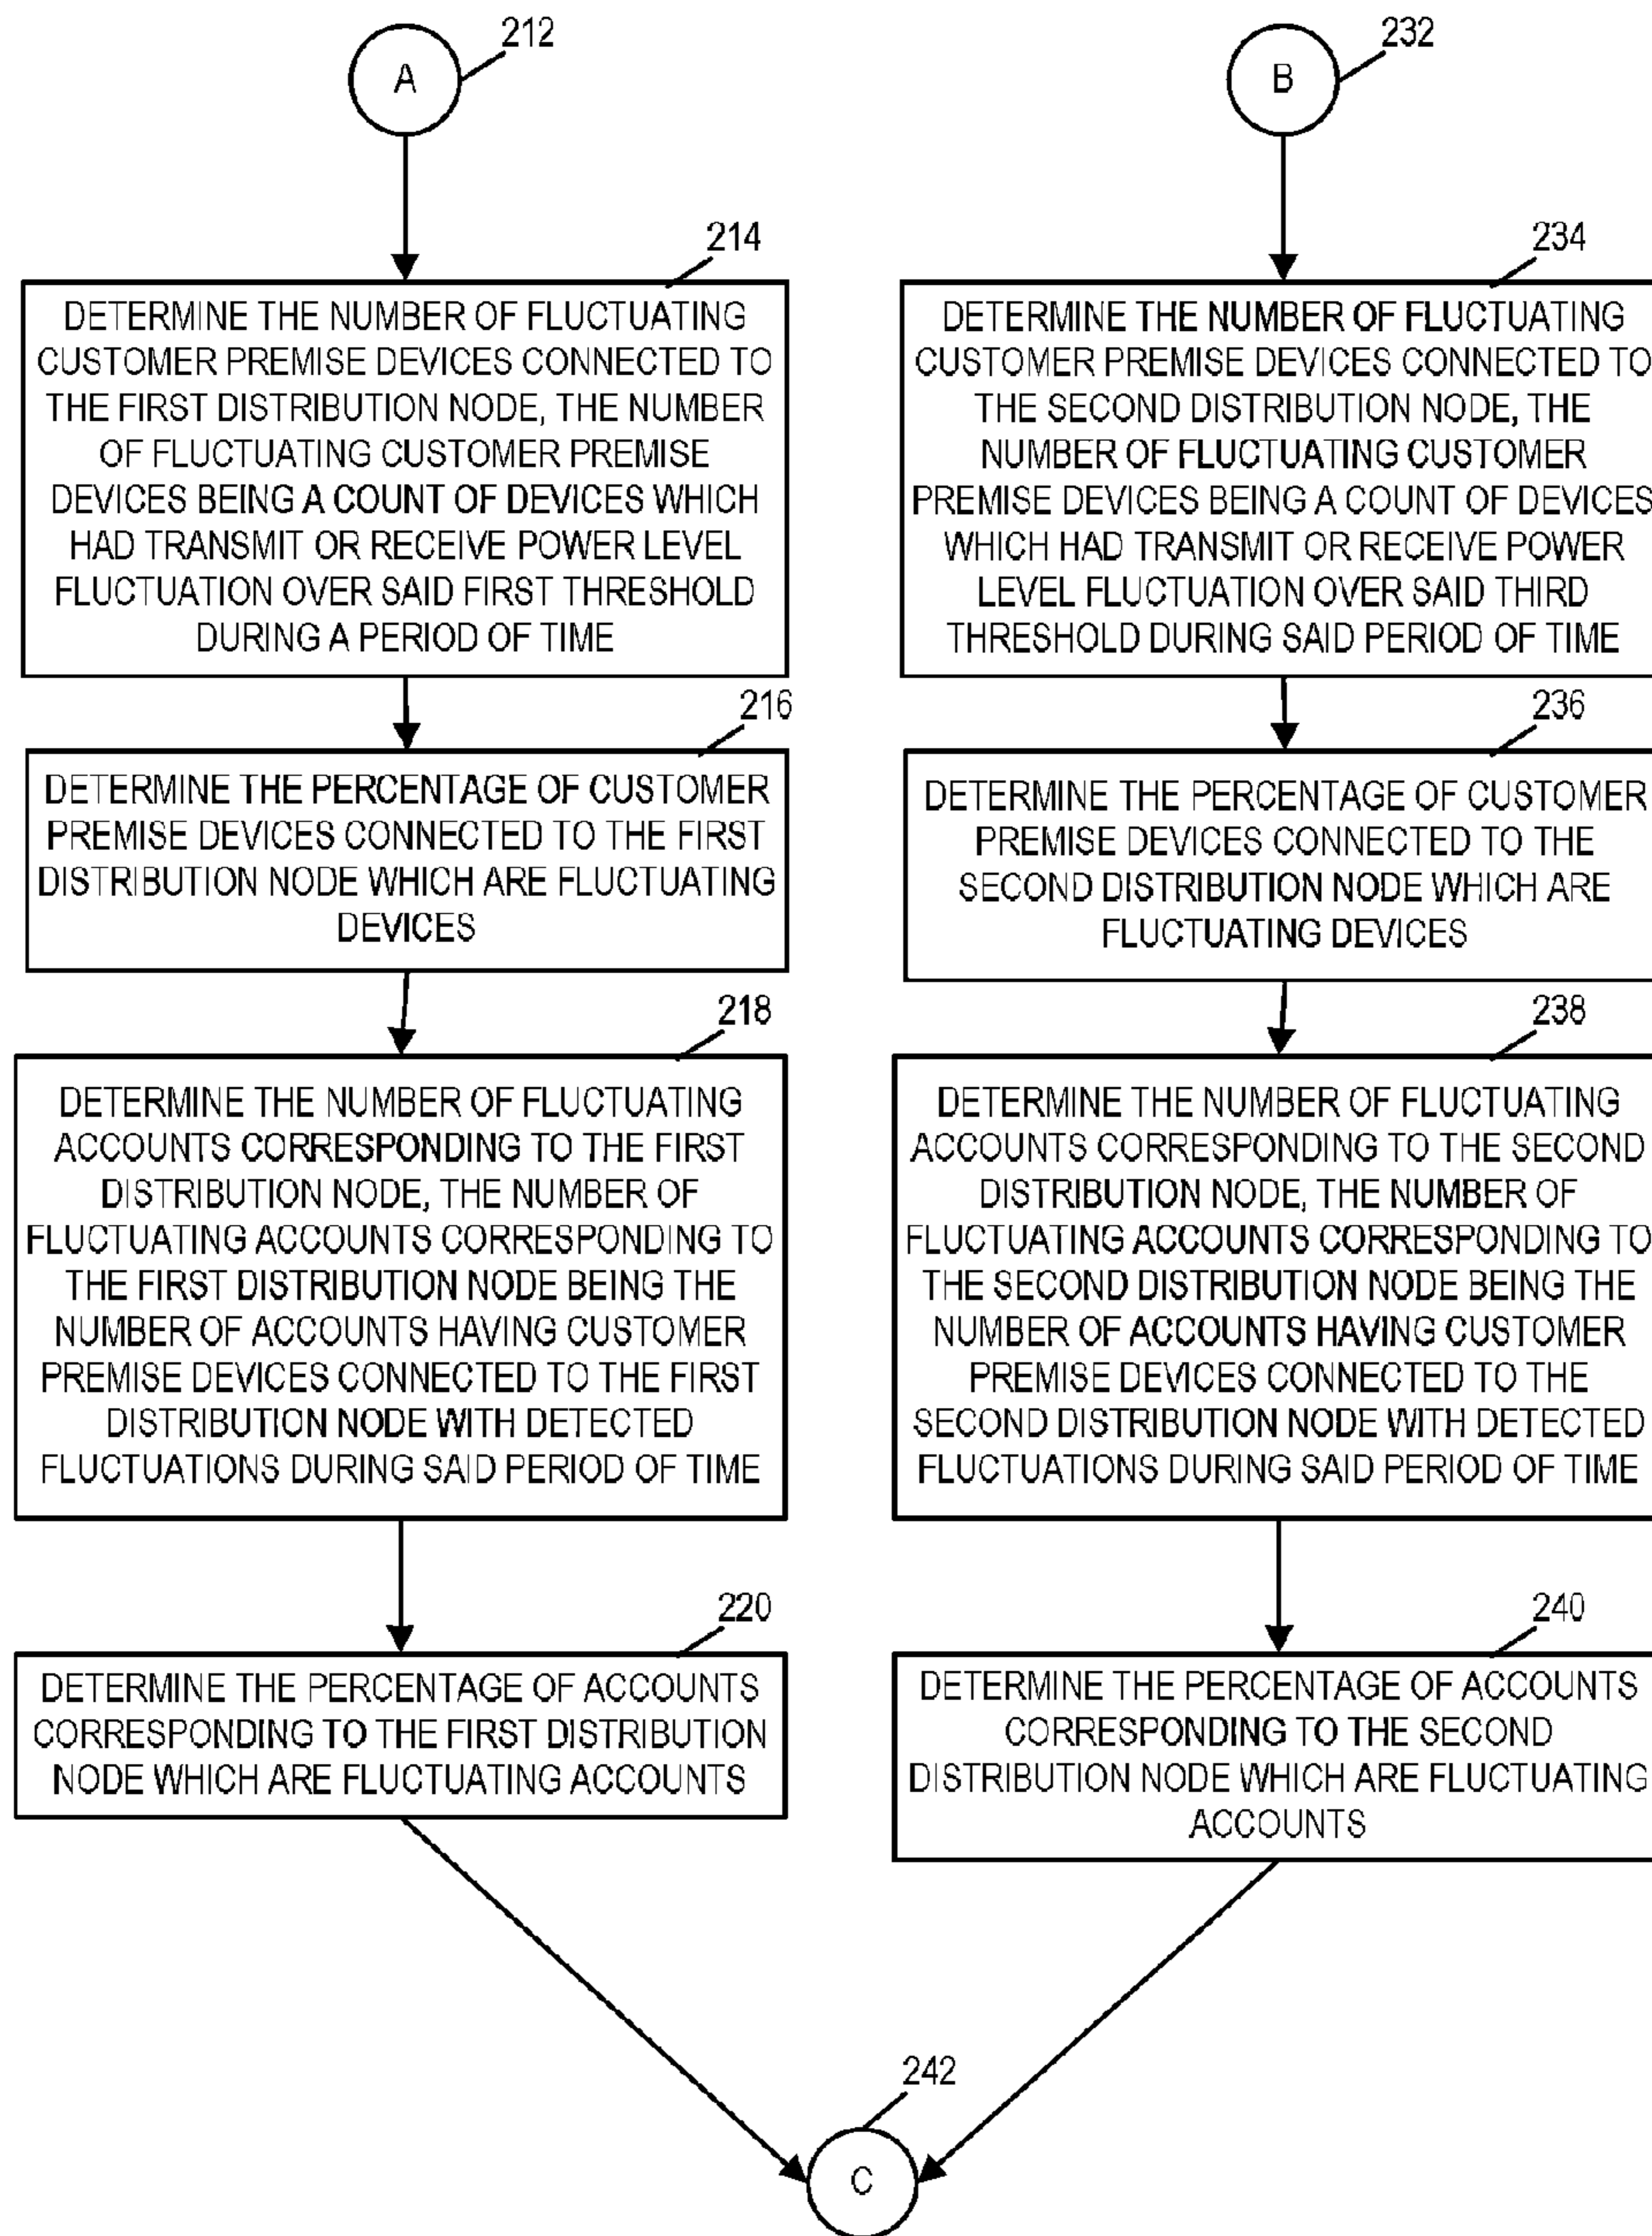 A
212
214
DETERMINE THE NUMBER OF FLUCTUATING
CUSTOMER PREMISE DEVICES CONNECTED TO
THE FIRST DISTRIBUTION NODE, THE NUMBER
OF FLUCTUATING CUSTOMER PREMISE
DEVICES BEING A COUNT OF DEVICES WHICH
HAD TRANSMIT OR RECEIVE POWER LEVEL
FLUCTUATION OVER SAID FIRST THRESHOLD
DURING A PERIOD OF TIME
216
DETERMINE THE PERCENTAGE OF CUSTOMER
PREMISE DEVICES CONNECTED TO THE FIRST
DISTRIBUTION NODE WHICH ARE FLUCTUATING
DEVICES
218
DETERMINE THE NUMBER OF FLUCTUATING
ACCOUNTS CORRESPONDING TO THE FIRST
DISTRIBUTION NODE, THE NUMBER OF
FLUCTUATING ACCOUNTS CORRESPONDING TO
THE FIRST DISTRIBUTION NODE BEING THE
NUMBER OF ACCOUNTS HAVING CUSTOMER
PREMISE DEVICES CONNECTED TO THE FIRST
DISTRIBUTION NODE WITH DETECTED
FLUCTUATIONS DURING SAID PERIOD OF TIME
220
DETERMINE THE PERCENTAGE OF ACCOUNTS
CORRESPONDING TO THE FIRST DISTRIBUTION
NODE WHICH ARE FLUCTUATING ACCOUNTS
B
232
234
DETERMINE THE NUMBER OF FLUCTUATING
CUSTOMER PREMISE DEVICES CONNECTED TO
THE SECOND DISTRIBUTION NODE, THE
NUMBER OF FLUCTUATING CUSTOMER
PREMISE DEVICES BEING A COUNT OF DEVICES
WHICH HAD TRANSMIT OR RECEIVE POWER
LEVEL FLUCTUATION OVER SAID THIRD
THRESHOLD DURING SAID PERIOD OF TIME
236
DETERMINE THE PERCENTAGE OF CUSTOMER
PREMISE DEVICES CONNECTED TO THE
SECOND DISTRIBUTION NODE WHICH ARE
FLUCTUATING DEVICES
238
DETERMINE THE NUMBER OF FLUCTUATING
ACCOUNTS CORRESPONDING TO THE SECOND
DISTRIBUTION NODE, THE NUMBER OF
FLUCTUATING ACCOUNTS CORRESPONDING TO
THE SECOND DISTRIBUTION NODE BEING THE
NUMBER OF ACCOUNTS HAVING CUSTOMER
PREMISE DEVICES CONNECTED TO THE
SECOND DISTRIBUTION NODE WITH DETECTED
FLUCTUATIONS DURING SAID PERIOD OF TIME
240
DETERMINE THE PERCENTAGE OF ACCOUNTS
CORRESPONDING TO THE SECOND
DISTRIBUTION NODE WHICH ARE FLUCTUATING
ACCOUNTS
242
C